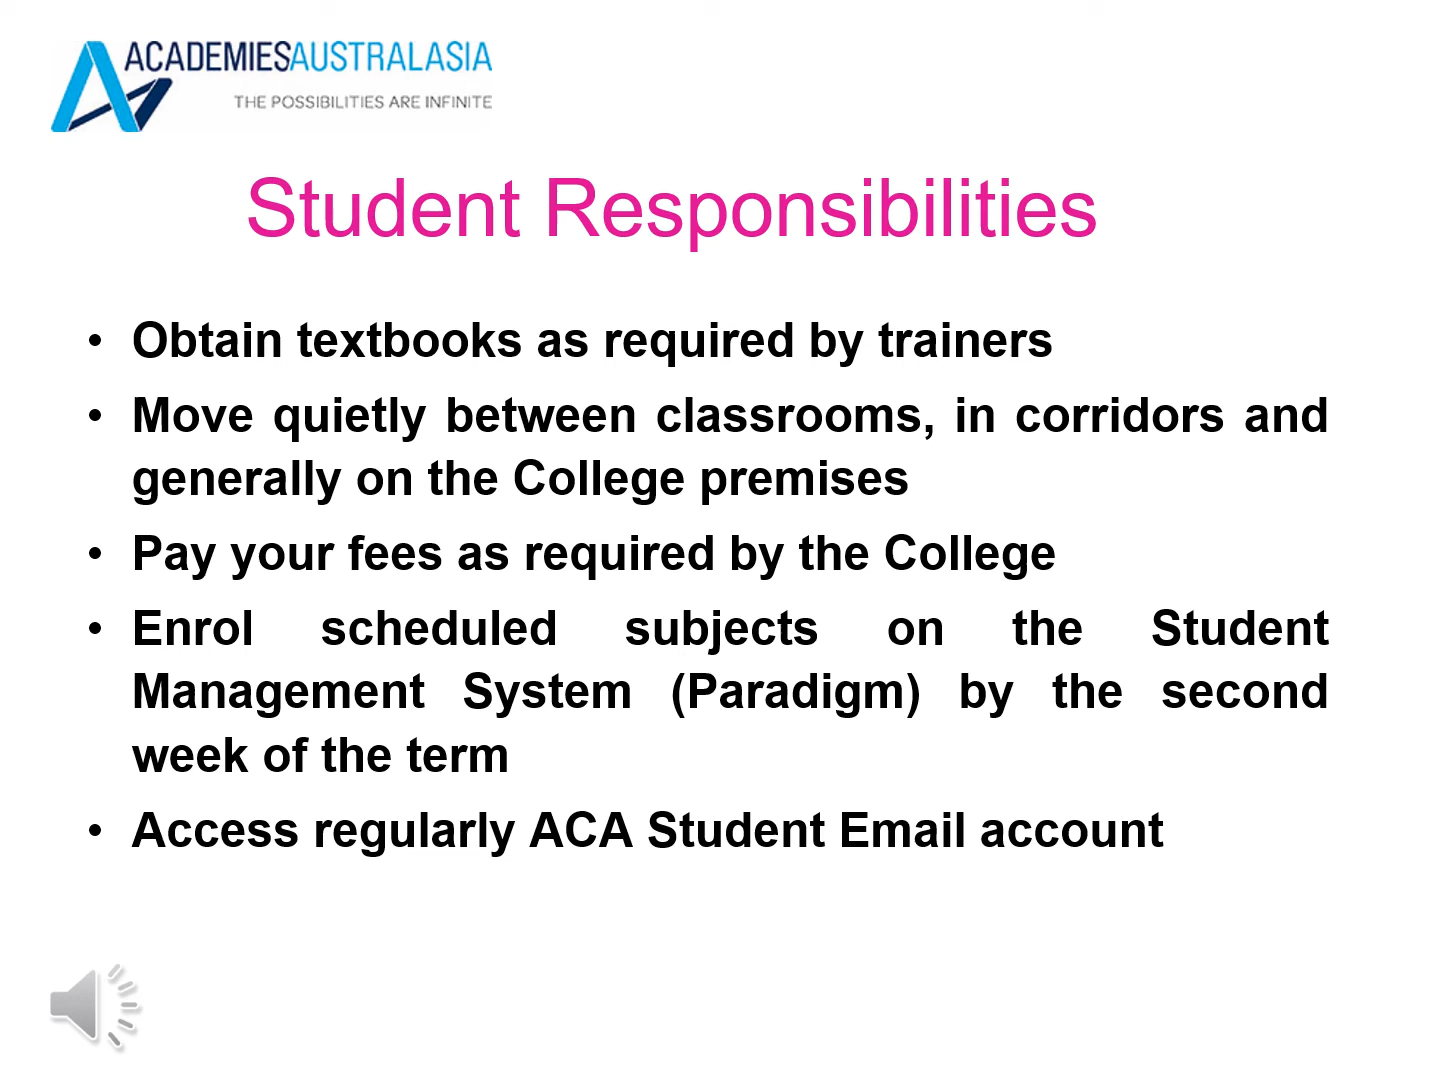 ACADEMIESAUSTRALASIA
THE POSSIBILITIES ARE INFINITE
Student Responsibilities
• Obtain textbooks as required by trainers
• Move quietly between classrooms, in corridors and
generally on the College premises
• Pay your fees as required by the College
• Enrol scheduled subjects on the Student
Management System (Paradigm) by the second
week of the term
• Access regularly ACA Student Email account